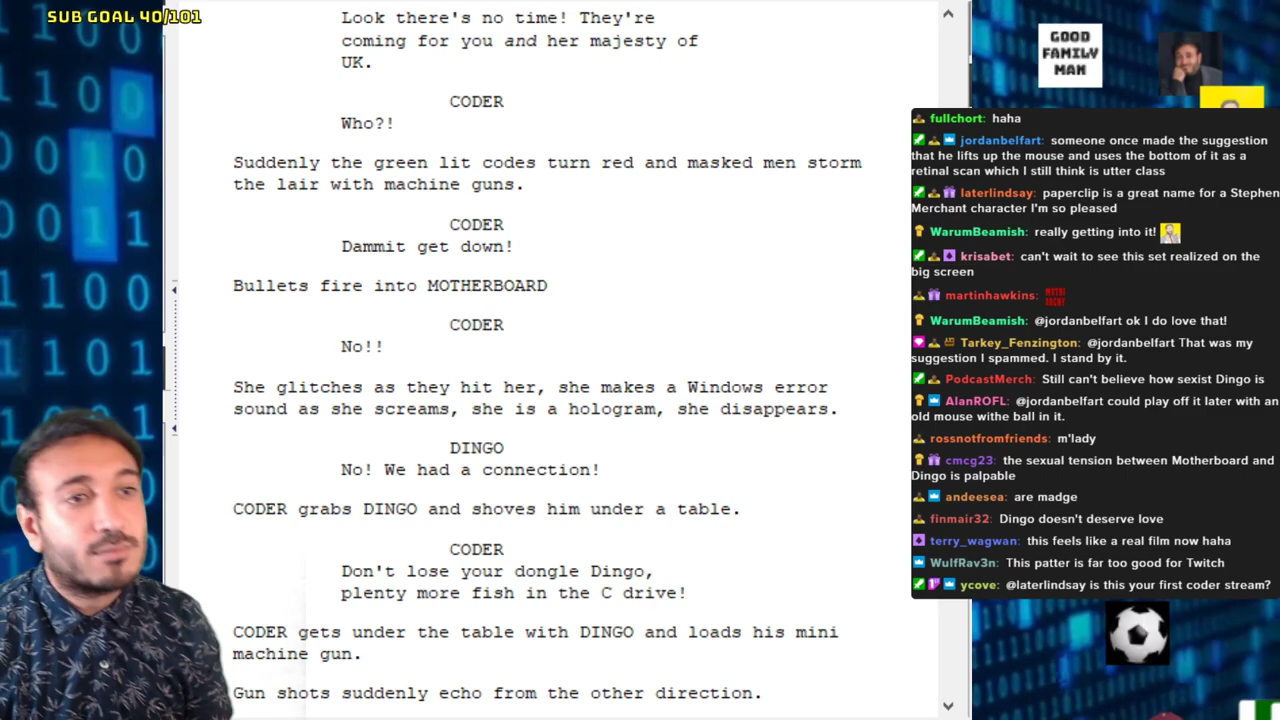 SUB GOAL 40/101
Look there's no time! They're
coming for you and her majesty of
UK.
CODER
Who?!
Suddenly the green lit codes turn red and masked men storm
the lair with machine guns.
CODER
Dammit get down!
Bullets fire into MOTHERBOARD
CODER
No!!
She glitches as they hit her, she makes a Windows error
sound as she screams, she is a hologram, she disappears.
DINGO
No! We had a connection!
CODER grabs DINGO and shoves him under a table.
CODER
Don't lose your dongle Dingo,
plenty more fish in the C drive!
CODER gets under the table with DINGO and loads his mini
machine gun.
Gun shots suddenly echo from the other direction.
GOOD
FAMILY
MAN
fullchort: haha
jordanbelfart: someone once made the suggestion
that he lifts up the mouse and uses the bottom of it as a
retinal scan which I still think is utter class
laterlindsay: paperclip is a great name for a Stephen
Merchant character I'm so pleased
WarumBeamish: really getting into it!
krisabet: can't wait to see this set realized on the
big screen
martinhawkins:
WarumBeamish: @jordanbelfart ok I do love that!
Tarkey_Fenzington: @jordanbelfart That was my
suggestion I spammed. I stand by it.
PodcastMerch: Still can't believe how sexist Dingo is
AlanROFL: @jordanbelfart could play off it later with an
old mouse withe ball in it.
rossnotfromfriends: m'lady
cmcg23: the sexual tension between Motherboard and
Dingo is palpable
andeesea: are madge
finmair32: Dingo doesn't deserve love
terry_wagwan: this feels like a real film now haha
WulfRav3n: This patter is far too good for Twitch
ycove: @laterlindsay is this your first coder stream?